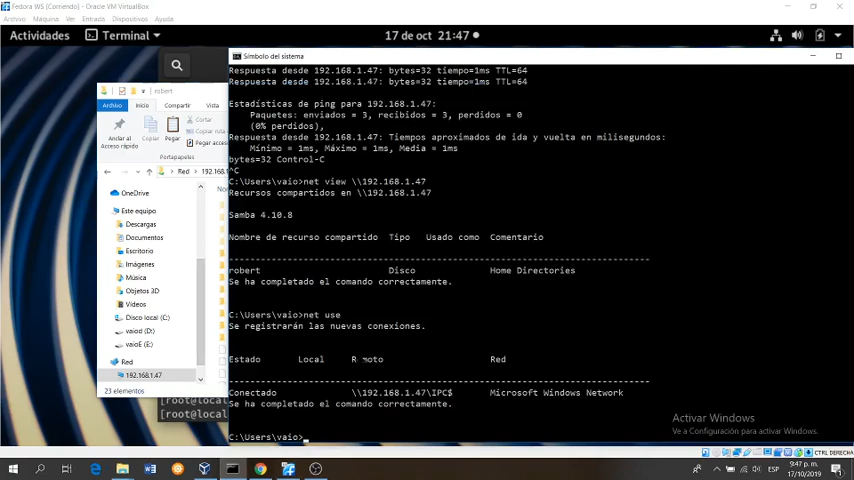 Fedora WS (Corriendo) - Oracle VM VirtualBox
Archivo Máquina Ver Entrada Dispositivos Ayuda
Actividades Terminal 17 de oct 21:47
Símbolo del sistema
Respuesta desde 192.168.1.47: bytes=32 tiempo=1ms TTL=64
Respuesta desde 192.168.1.47: bytes=32 tiempo=1ms TTL=64
Estadísticas de ping para 192.168.1.47:
Paquetes: enviados = 3, recibidos = 3, perdidos = 0
(0% perdidos),
Respuesta desde 192.168.1.47: Tiempos aproximados de ida y vuelta en milisegundos:
Mínimo = 1ms, Máximo = 1ms, Media = 1ms
bytes=32 Control-C
^C
C:\Users\vaio>net view \\192.168.1.47
Recursos compartidos en \\192.168.1.47
Samba 4.10.8
Nombre de recurso compartido Tipo Usado como Comentario
-------------------------------------------------------------------------------
robert Disco Home Directories
Se ha completado el comando correctamente.
C:\Users\vaio>net use
Se registrarán las nuevas conexiones.
Estado Local Remoto Red
-------------------------------------------------------------------------------
Conectado \\192.168.1.47\IPC$ Microsoft Windows Network
Se ha completado el comando correctamente.
C:\Users\vaio>
robert
Archivo Inicio Compartir Vista
Anclar al
Acceso rápido
Copiar
Pegar
Cortar
Copiar ruta
Pegar acceso
Portapapeles
Red 192.168.1
OneDrive
Este equipo
Descargas
Documentos
Escritorio
Imágenes
Música
Objetos 3D
Vídeos
Disco local (C:)
vaiod (D:)
vaioE (E:)
Red
192.168.1.47
23 elementos
[root@local
[root@local
Activar Windows
Ve a Configuración para activar Windows.
CTRL DERECHA
ESP
9:47 p. m.
17/10/2019